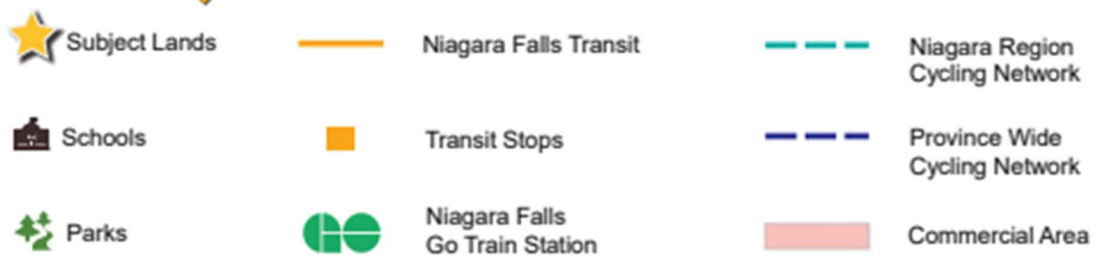 Subject Lands
Niagara Falls Transit
Niagara Region
Cycling Network
Schools
Transit Stops
Province Wide
Cycling Network
Parks
GO
Niagara Falls
Go Train Station
Commercial Area